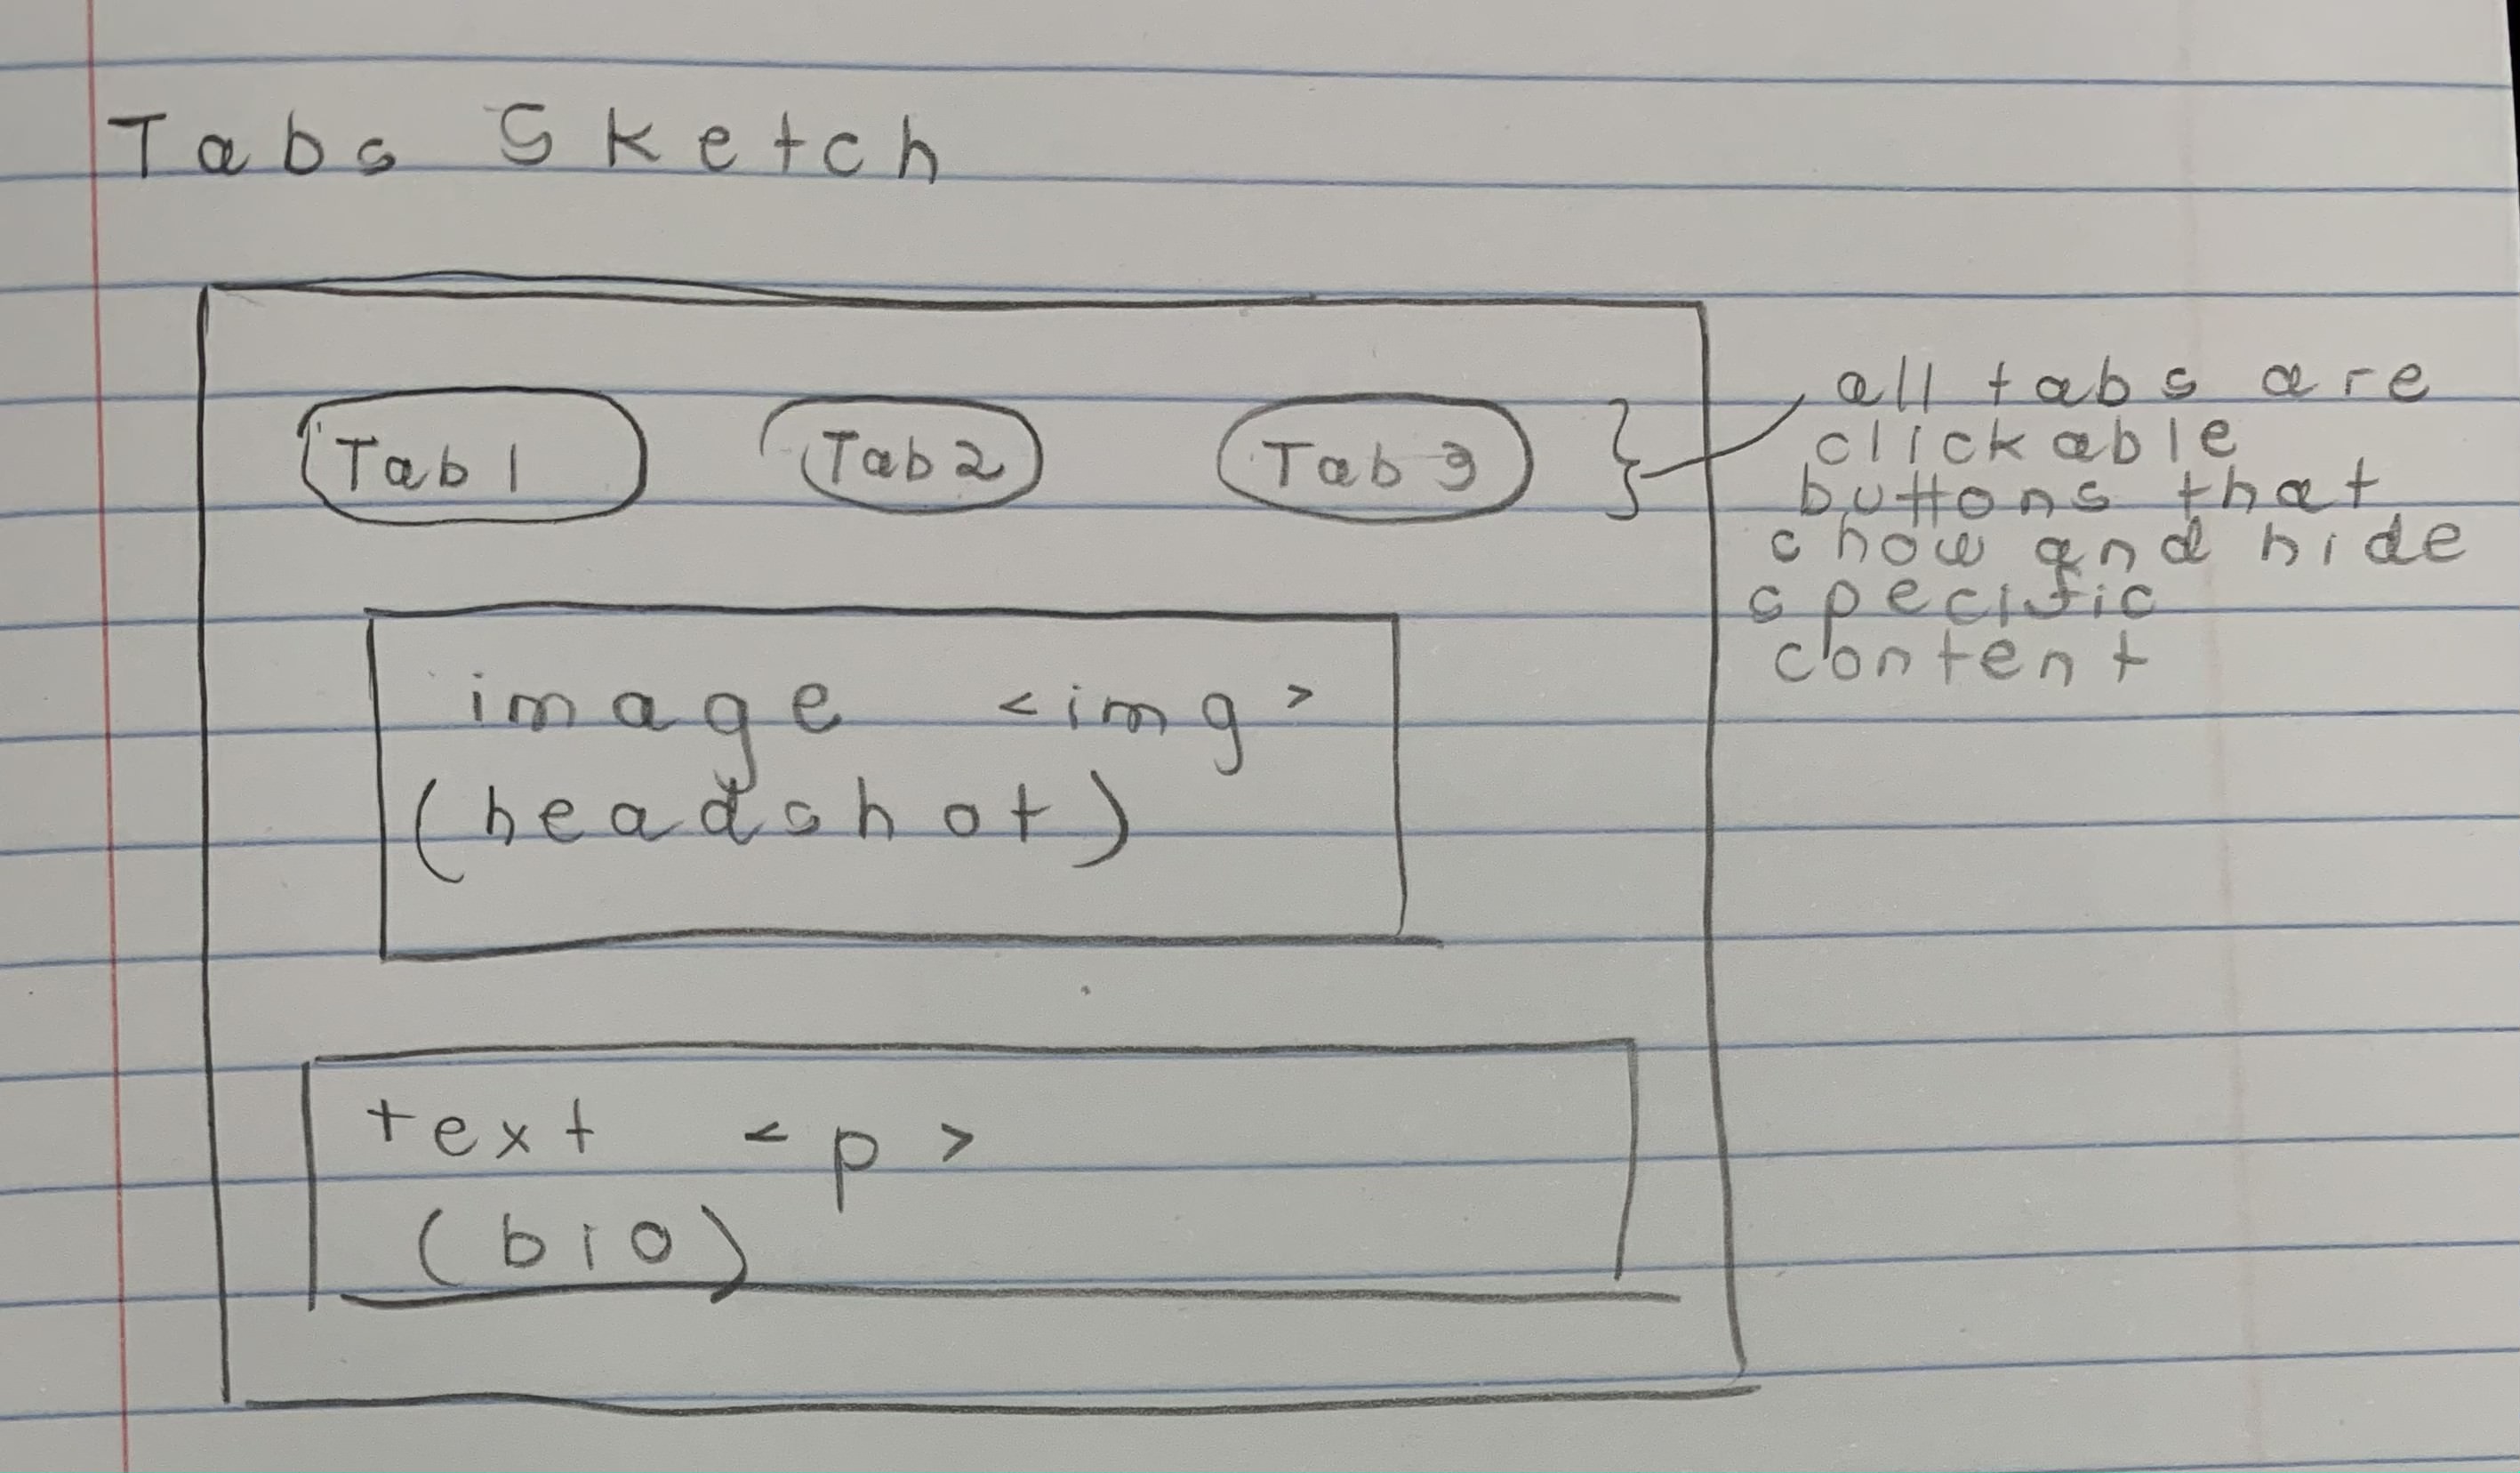 Tabs Sketch
Tab 1 Tab 2 Tab 3
all tabs are
clickable
buttons that
show and hide
specific
content
image <img>
(headshot)
text <p>
(bio)